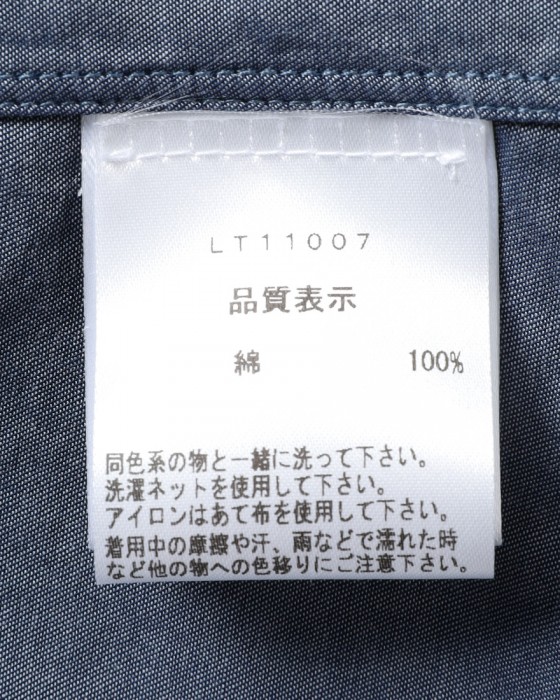 LT11007
品質表示
綿 100%
同色系の物と一緒に洗って下さい。
洗濯ネットを使用して下さい。
アイロンはあて布を使用して下さい。
着用中の摩擦や汗、雨などで濡れた時
など他の物への色移りにご注意下さい。